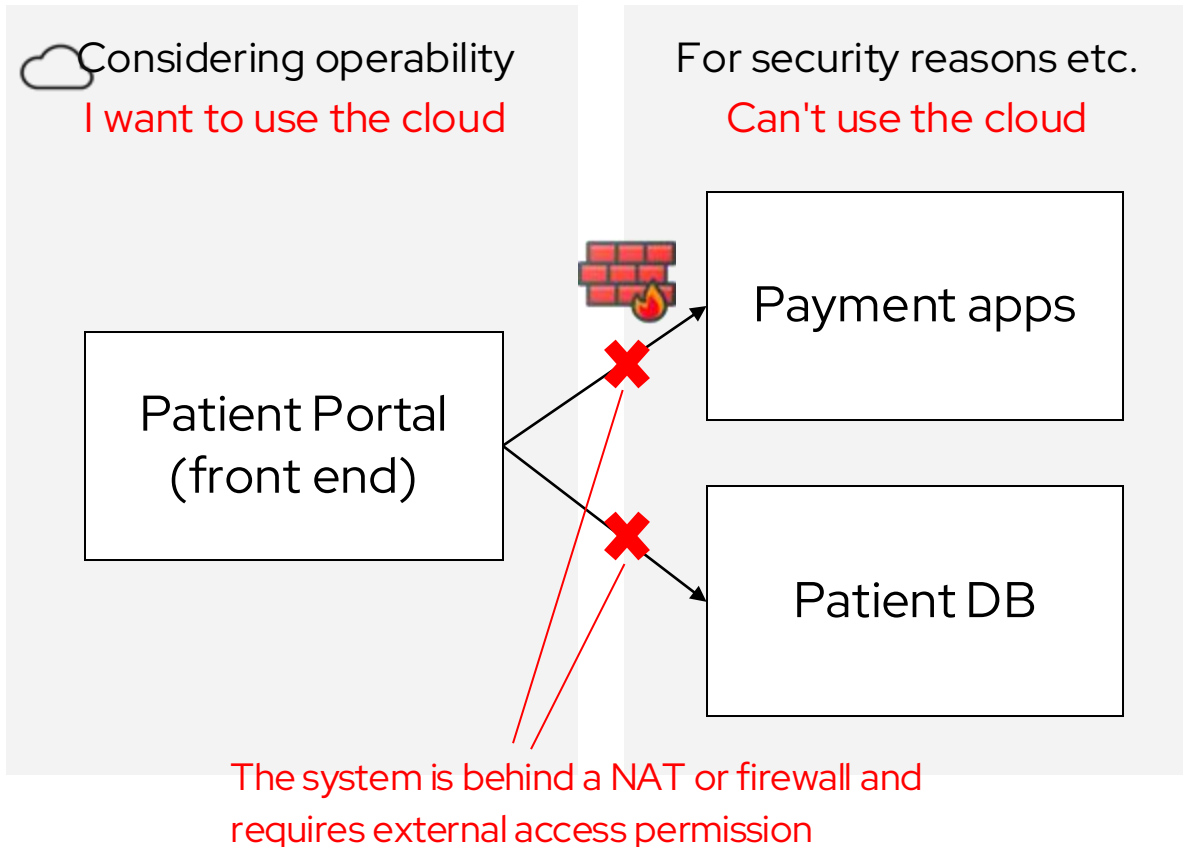 Considering operability
I want to use the cloud
For security reasons etc.
Can't use the cloud
Payment apps
Patient Portal
(front end)
Patient DB
The system is behind a NAT or firewall and
requires external access permission